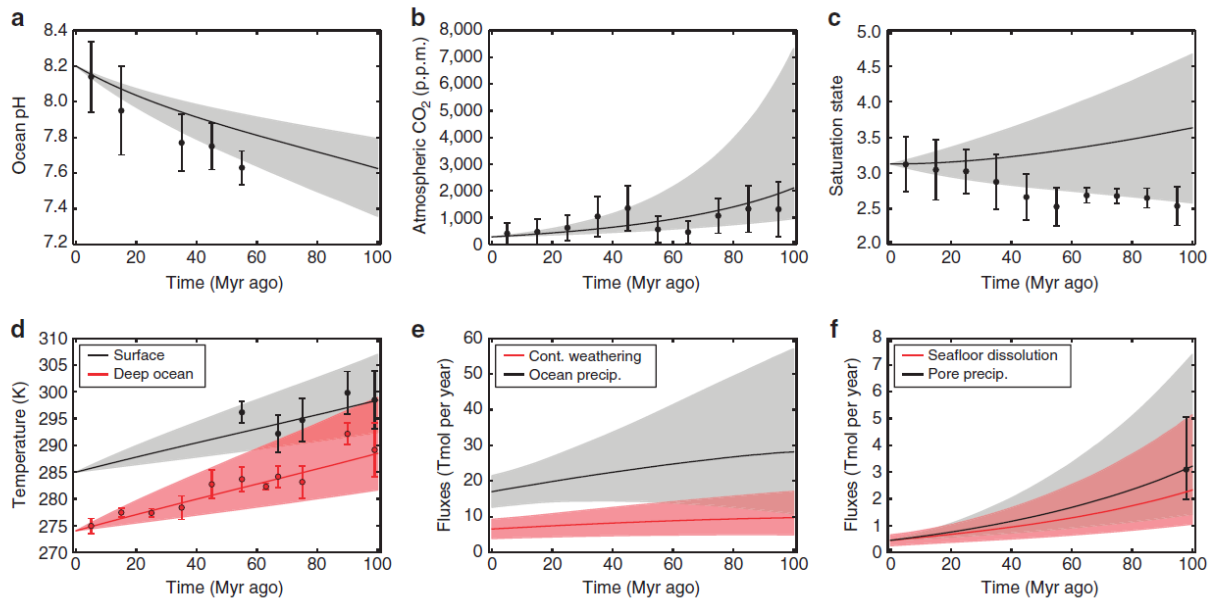 a
8.4
8.2
8.0
7.8
7.6
7.4
7.2
Ocean pH
0 20 40 60 80 100
Time (Myr ago)
b
8,000
7,000
6,000
5,000
4,000
3,000
2,000
1,000
0
Atmospheric CO2 (p.p.m.)
0 20 40 60 80 100
Time (Myr ago)
c
5.0
4.5
4.0
3.5
3.0
2.5
2.0
Saturation state
0 20 40 60 80 100
Time (Myr ago)
d
310
305
300
295
290
285
280
275
270
Temperature (K)
Surface
Deep ocean
0 20 40 60 80 100
Time (Myr ago)
e
60
50
40
30
20
10
0
Fluxes (Tmol per year)
Cont. weathering
Ocean precip.
0 20 40 60 80 100
Time (Myr ago)
f
8
7
6
5
4
3
2
1
0
Fluxes (Tmol per year)
Seafloor dissolution
Pore precip.
0 20 40 60 80 100
Time (Myr ago)